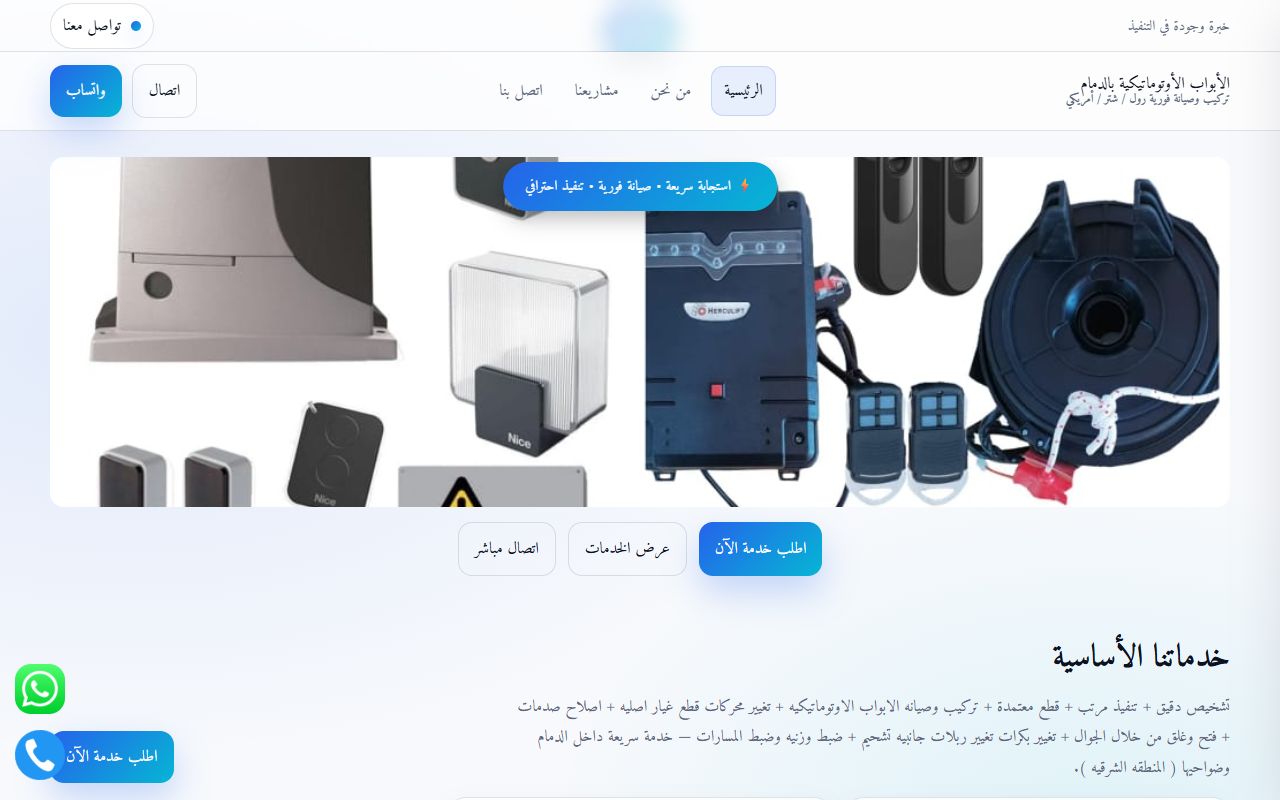 خبرة وجودة في التنفيذ
تواصل معنا
الأبواب الأوتوماتيكية بالدمام
تركيب وصيانة فورية رول / شتر / أمريكي
الرئيسية
من نحن
مشاريعنا
اتصل بنا
اتصال
واتساب
استجابة سريعة • صيانة فورية • تنفيذ احترافي
HERCULIFT
Nice
Nice
اطلب خدمة الآن
عرض الخدمات
اتصال مباشر
خدماتنا الأساسية
تشخيص دقيق + تنفيذ مرتب + قطع معتمدة + تركيب وصيانه الابواب الاوتوماتيكيه + تغيير محركات قطع غيار اصليه + اصلاح صدمات
+ فتح وغلق من خلال الجوال + تغيير بكرات تغيير ربلات جانبيه تشحيم + ضبط وزنيه وضبط المسارات — خدمة سريعة داخل الدمام
وضواحيها ( المنطقه الشرقيه ).
اطلب خدمة الآن